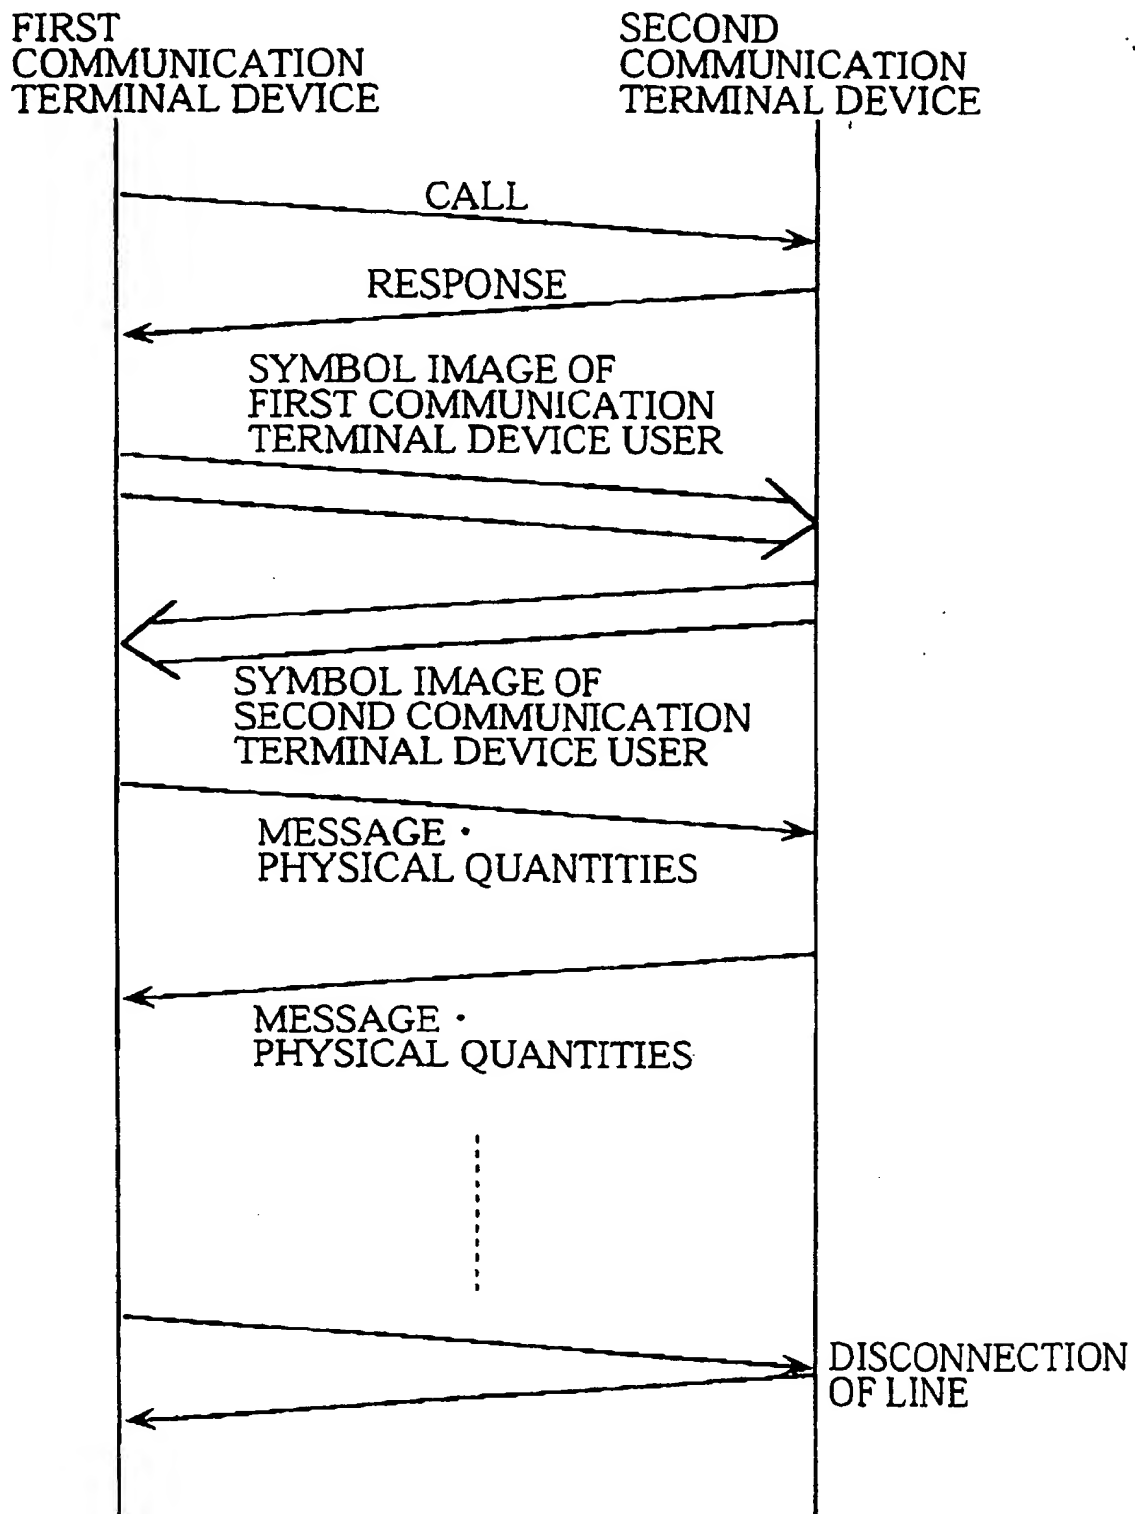 FIRST
COMMUNICATION
TERMINAL DEVICE
SECOND
COMMUNICATION
TERMINAL DEVICE
CALL
RESPONSE
SYMBOL IMAGE OF
FIRST COMMUNICATION
TERMINAL DEVICE USER
SYMBOL IMAGE OF
SECOND COMMUNICATION
TERMINAL DEVICE USER
MESSAGE ·
PHYSICAL QUANTITIES
MESSAGE ·
PHYSICAL QUANTITIES
DISCONNECTION
OF LINE